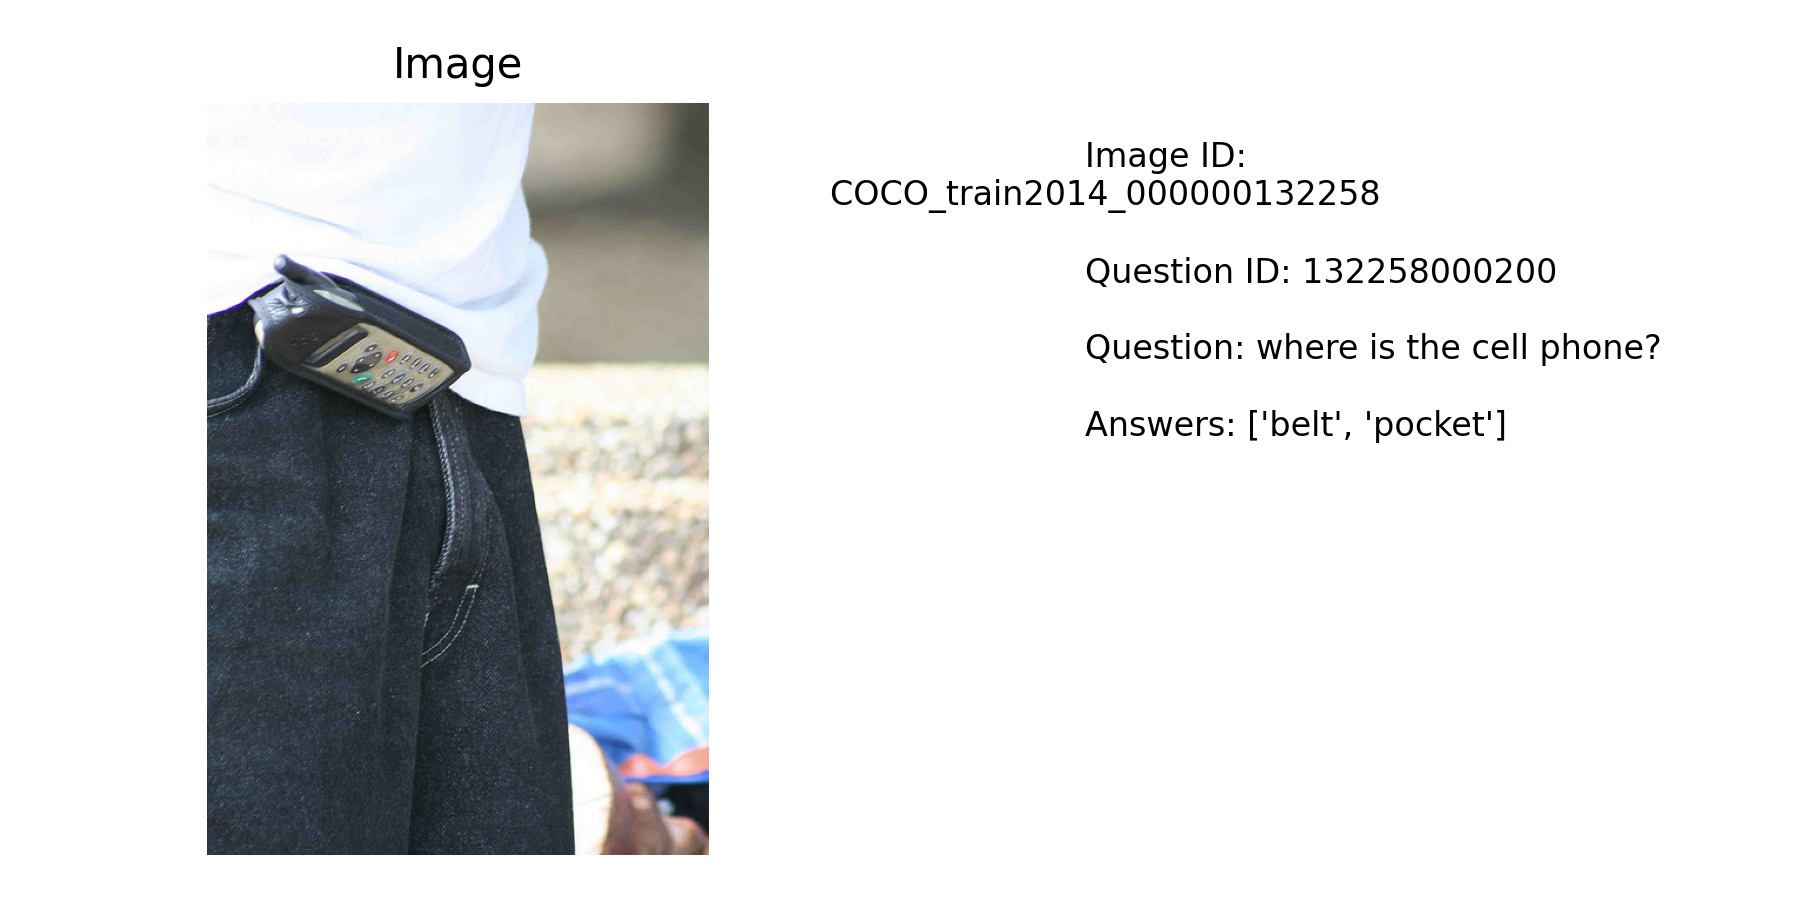 Image
Image ID:
COCO_train2014_000000132258
Question ID: 132258000200
Question: where is the cell phone?
Answers: ['belt', 'pocket']